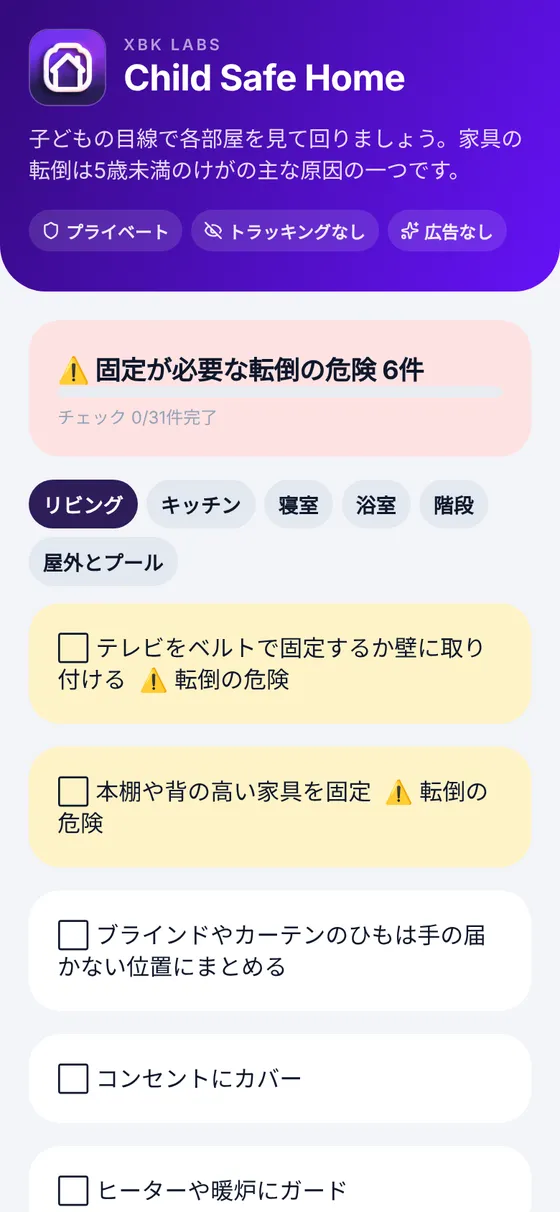 XBK LABS
Child Safe Home
子どもの目線で各部屋を見て回りましょう。家具の
転倒は5歳未満のけがの主な原因の一つです。
プライベート トラッキングなし 広告なし
⚠️ 固定が必要な転倒の危険 6件
チェック 0/31件完了
リビング キッチン 寝室 浴室 階段
屋外とプール
テレビをベルトで固定するか壁に取り
付ける ⚠️ 転倒の危険
本棚や背の高い家具を固定 ⚠️ 転倒の
危険
ブラインドやカーテンのひもは手の届
かない位置にまとめる
コンセントにカバー
ヒーターや暖炉にガード